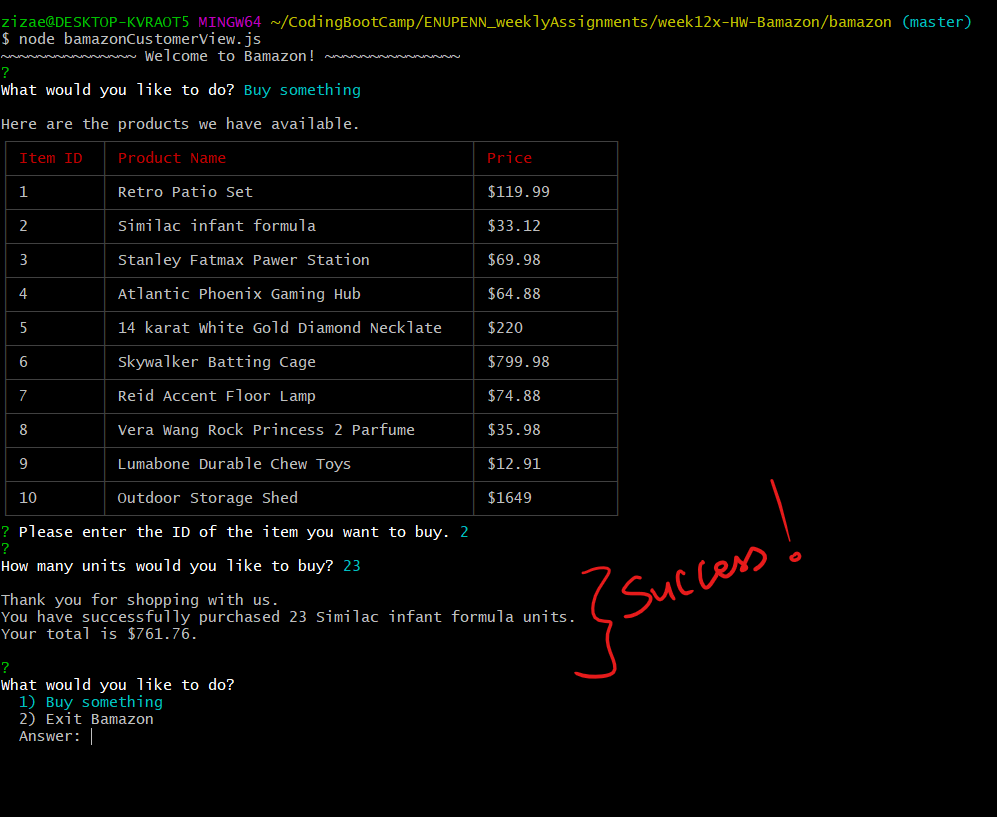 zizae@DESKTOP-KVRAOT5 MINGW64 ~/CodingBootCamp/ENUPENN_weeklyAssignments/week12x-HW-Bamazon/bamazon (master)
$ node bamazonCustomerView.js
~~~~~~~~~~~~~~~ Welcome to Bamazon! ~~~~~~~~~~~~~~~
?
What would you like to do? Buy something
Here are the products we have available.
Item ID Product Name Price
1 Retro Patio Set $119.99
2 Similac infant formula $33.12
3 Stanley Fatmax Pawer Station $69.98
4 Atlantic Phoenix Gaming Hub $64.88
5 14 karat White Gold Diamond Necklate $220
6 Skywalker Batting Cage $799.98
7 Reid Accent Floor Lamp $74.88
8 Vera Wang Rock Princess 2 Parfume $35.98
9 Lumabone Durable Chew Toys $12.91
10 Outdoor Storage Shed $1649
? Please enter the ID of the item you want to buy. 2
?
How many units would you like to buy? 23
Success!
Thank you for shopping with us.
You have successfully purchased 23 Similac infant formula units.
Your total is $761.76.
?
What would you like to do?
1) Buy something
2) Exit Bamazon
Answer: